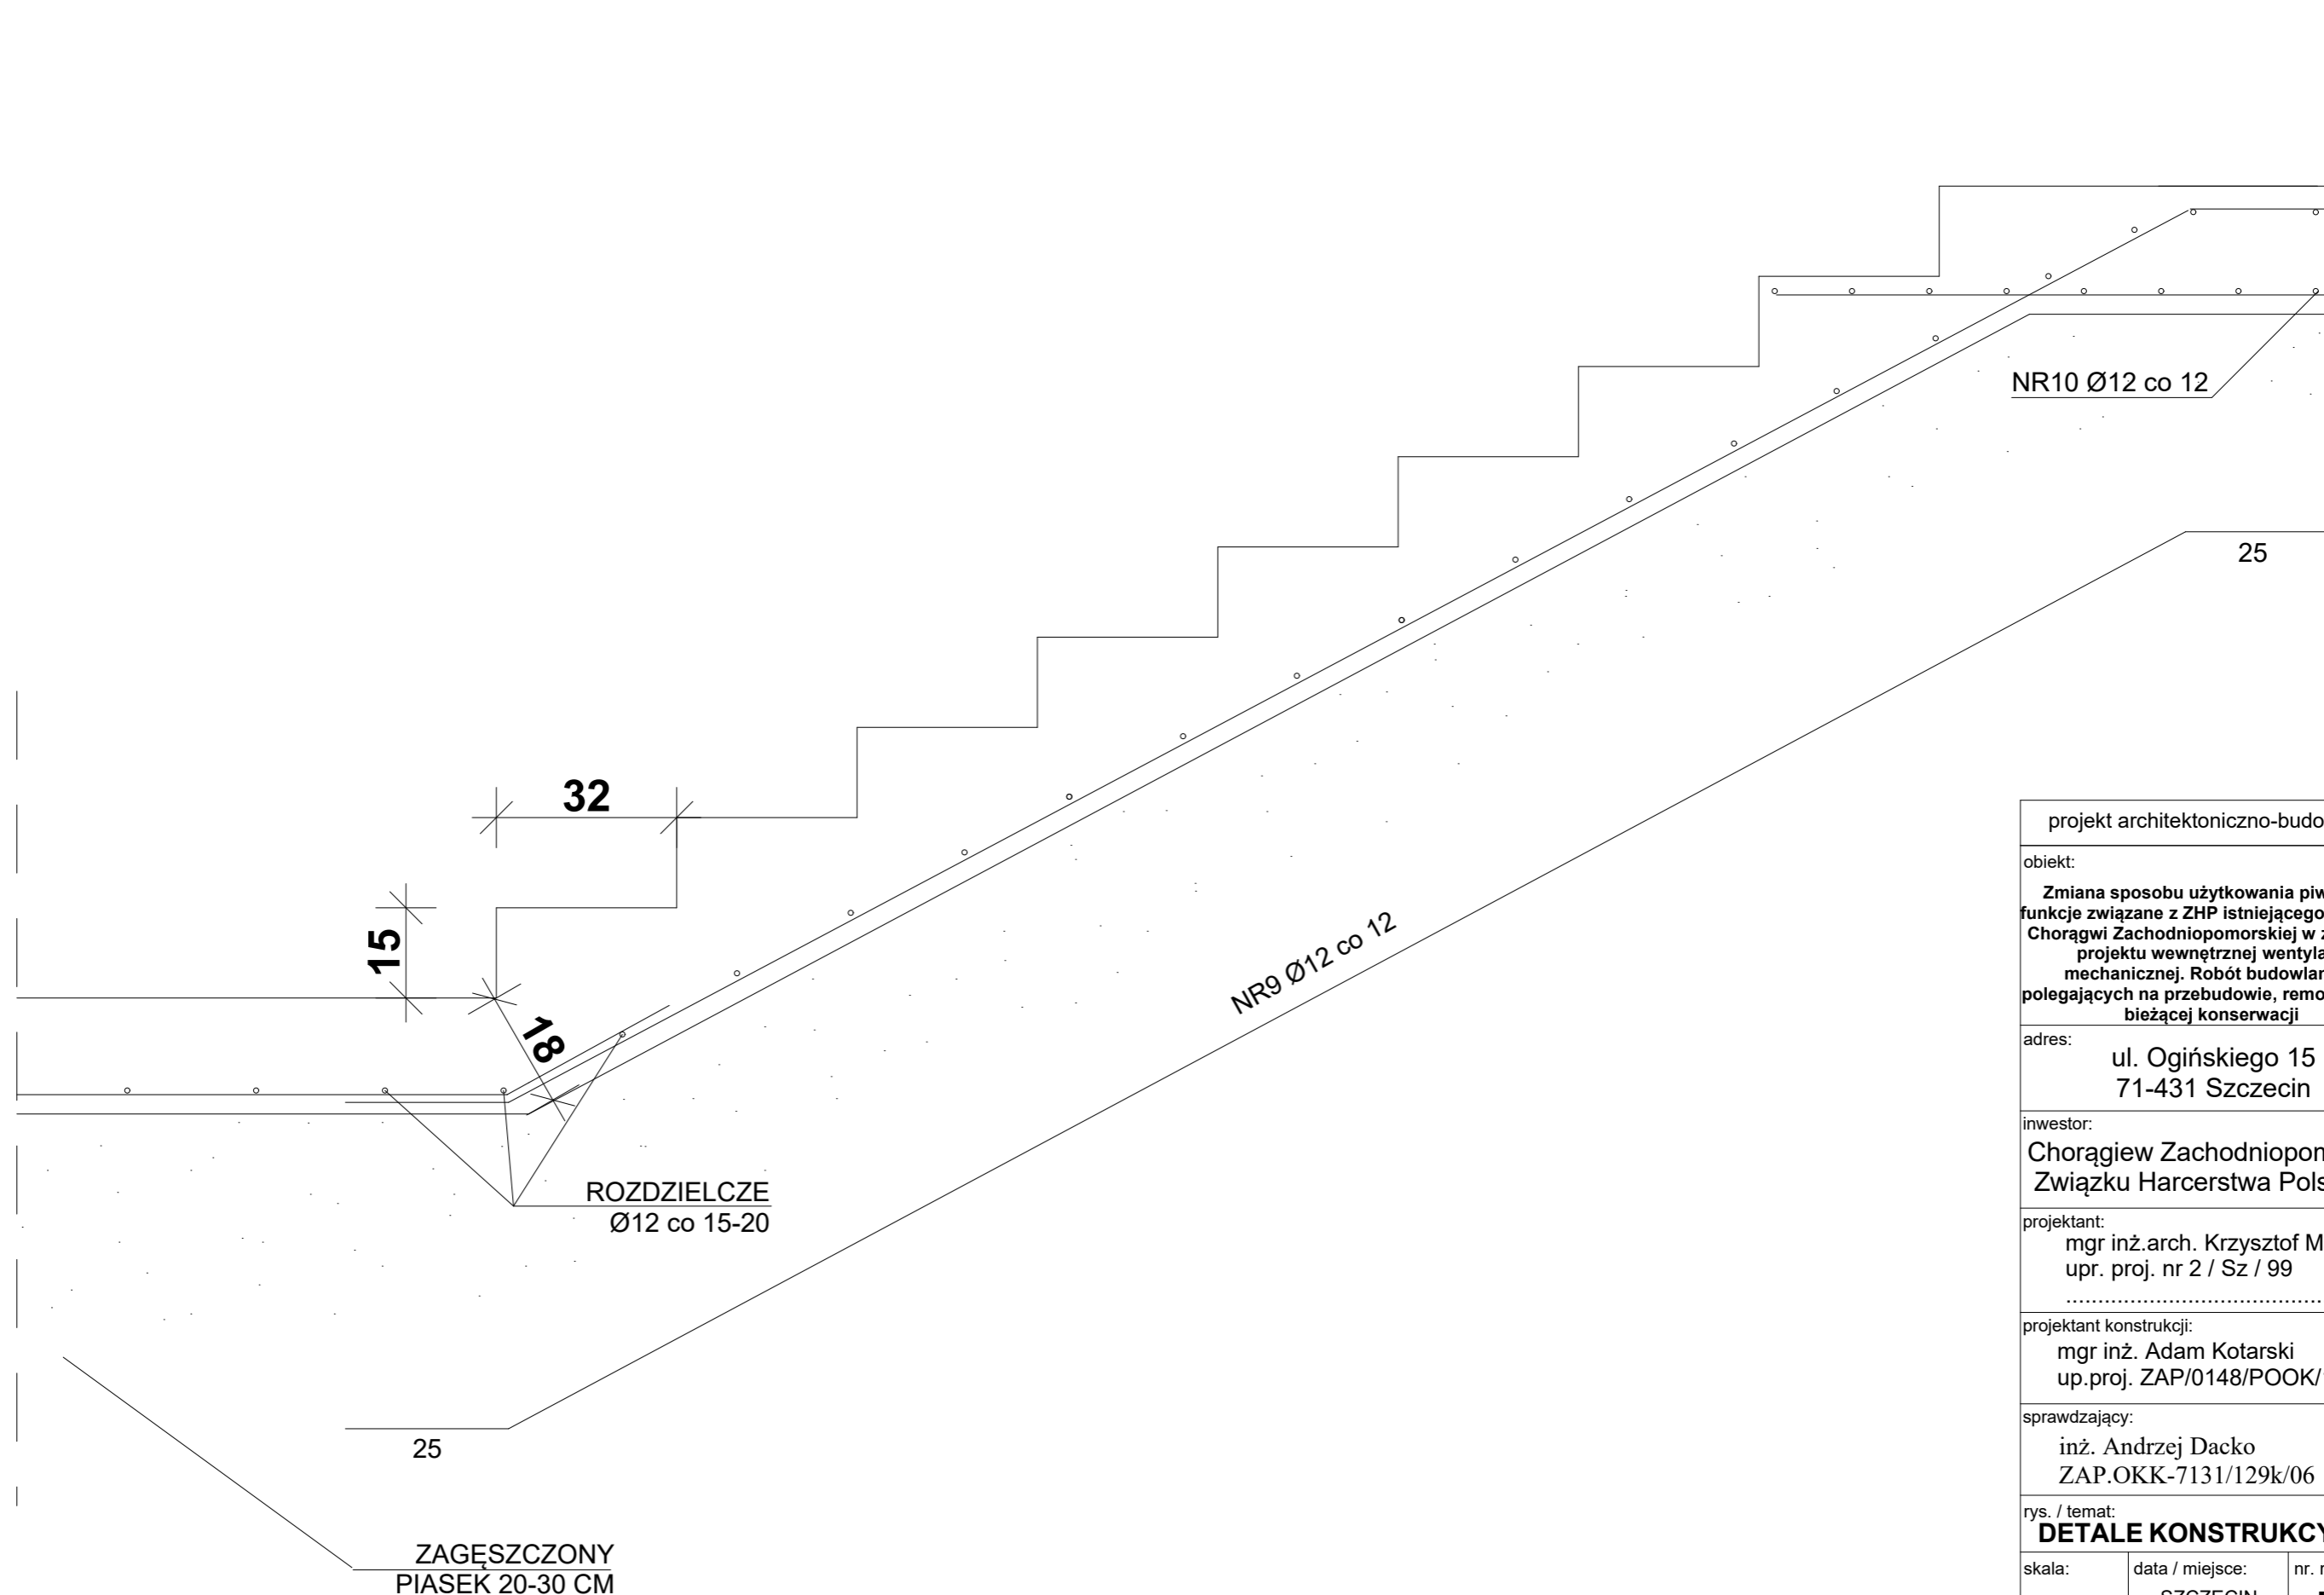 NR10 Ø12 co 12
25
32
15
18
NR9 Ø12 co 12
ROZDZIELCZE
Ø12 co 15-20
25
ZAGĘSZCZONY
PIASEK 20-30 CM
projekt architektoniczno-budo
obiekt:
Zmiana sposobu użytkowania piw
funkcje związane z ZHP istniejącego
Chorągwi Zachodniopomorskiej w z
projektu wewnętrznej wentyla
mechanicznej. Robót budowlan
polegających na przebudowie, remo
bieżącej konserwacji
adres:
ul. Ogińskiego 15
71-431 Szczecin
inwestor:
Chorągiew Zachodniopom
Związku Harcerstwa Pols
projektant:
mgr inż.arch. Krzysztof M
upr. proj. nr 2 / Sz / 99
projektant konstrukcji:
mgr inż. Adam Kotarski
up.proj. ZAP/0148/POOK/
sprawdzający:
inż. Andrzej Dacko
ZAP.OKK-7131/129k/06
rys. / temat:
DETALE KONSTRUKCY
skala: data / miejsce: nr.
SZCZECIN